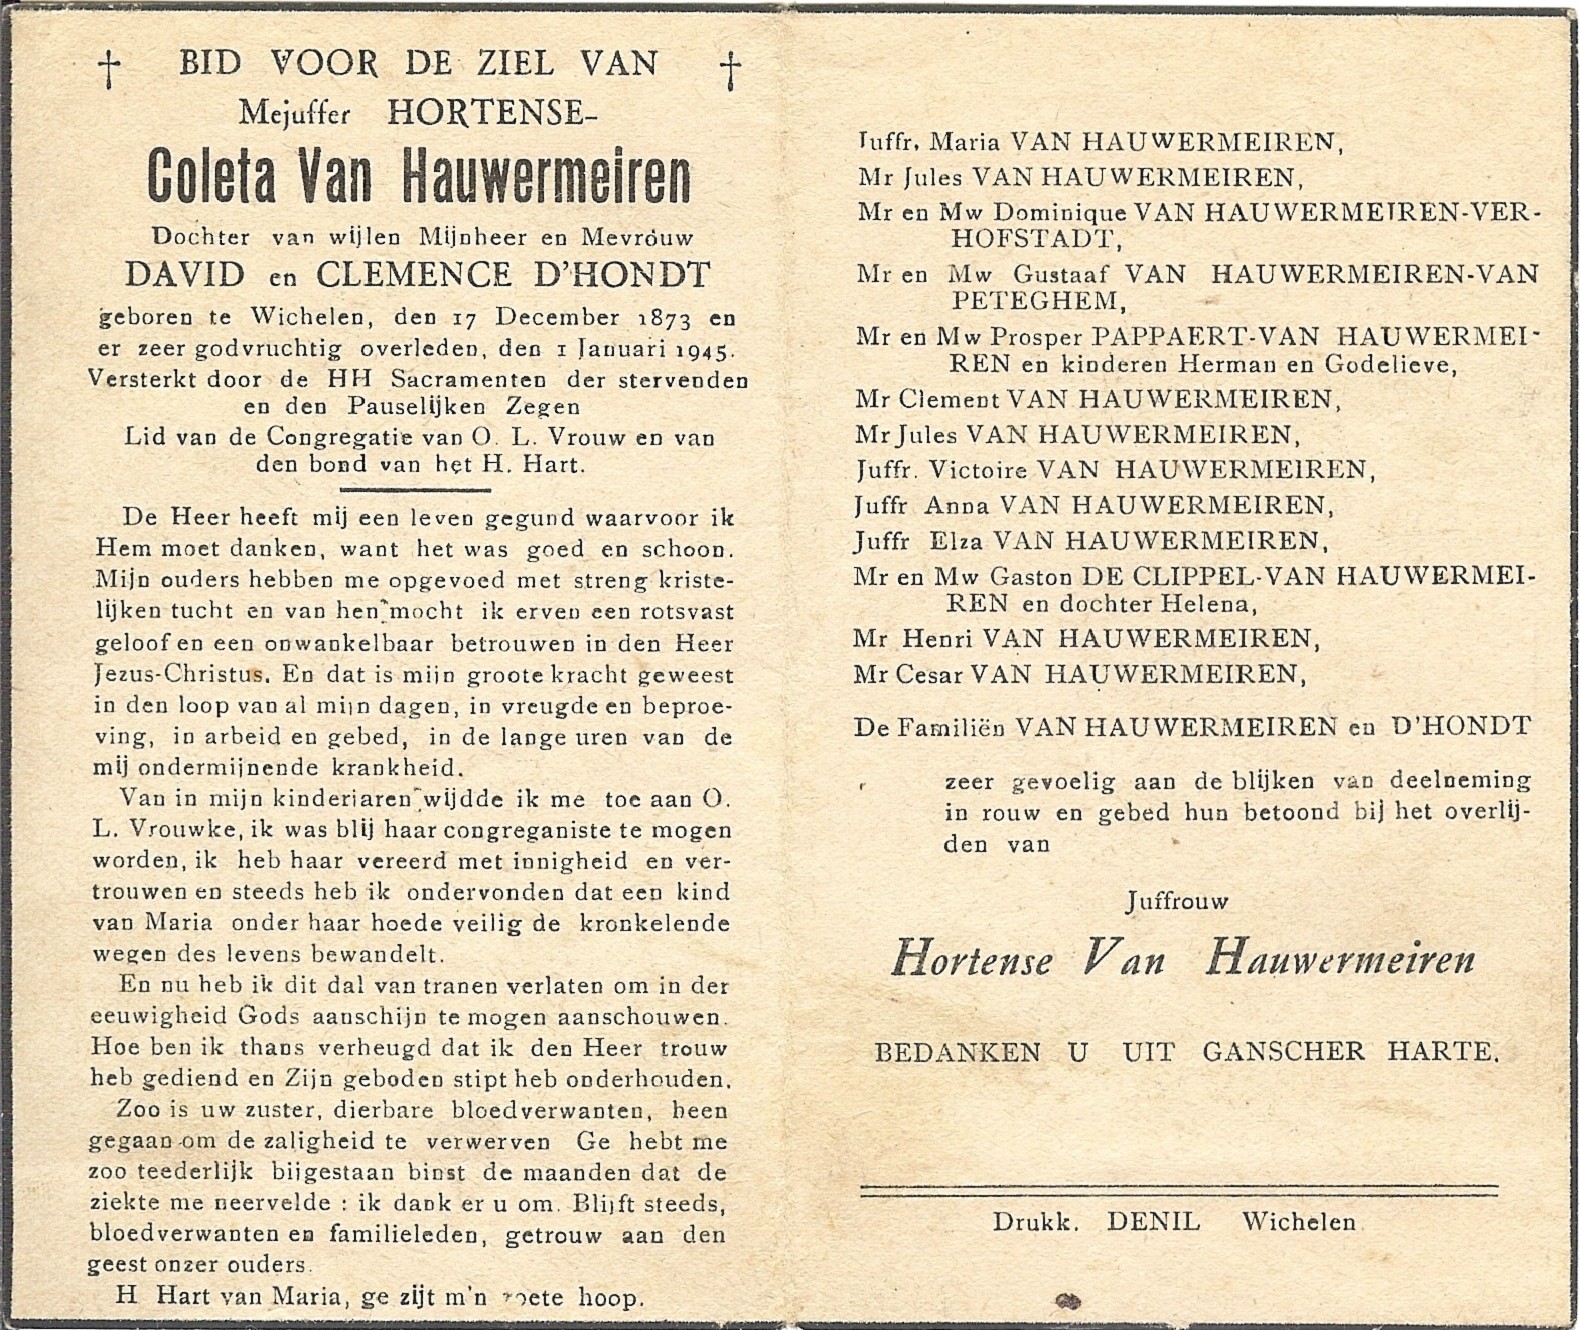 † BID VOOR DE ZIEL VAN †
Mejuffer HORTENSE-
Coleta Van Hauwermeiren
Dochter van wijlen Mijnheer en Mevrouw
DAVID en CLEMENCE D'HONDT
geboren te Wichelen, den 17 December 1873 en
er zeer godvruchtig overleden, den 1 Januari 1945.
Versterkt door de HH Sacramenten der stervenden
en den Pauselijken Zegen
Lid van de Congregatie van O. L. Vrouw en van
den bond van het H. Hart.
De Heer heeft mij een leven gegund waarvoor ik
Hem moet danken, want het was goed en schoon.
Mijn ouders hebben me opgevoed met streng kriste-
lijken tucht en van hen mocht ik erven een rotsvast
geloof en een onwankelbaar betrouwen in den Heer
Jezus-Christus. En dat is mijn groote kracht geweest
in den loop van al mijn dagen, in vreugde en beproe-
ving, in arbeid en gebed, in de lange uren van de
mij ondermijnende krankheid.
Van in mijn kinderjaren wijdde ik me toe aan O.
L. Vrouwke, ik was blij haar congreganiste te mogen
worden, ik heb haar vereerd met innigheid en ver-
trouwen en steeds heb ik ondervonden dat een kind
van Maria onder haar hoede veilig de kronkelende
wegen des levens bewandelt.
En nu heb ik dit dal van tranen verlaten om in der
eeuwigheid Gods aanschijn te mogen aanschouwen.
Hoe ben ik thans verheugd dat ik den Heer trouw
heb gediend en Zijn geboden stipt heb onderhouden.
Zoo is uw zuster, dierbare bloedverwanten, heen
gegaan om de zaligheid te verwerven Ge hebt me
zoo teederlijk bijgestaan binst de maanden dat de
ziekte me neervelde : ik dank er u om. Blijft steeds,
bloedverwanten en familieleden, getrouw aan den
geest onzer ouders.
H Hart van Maria, ge zijt m'n zoete hoop.
Juffr. Maria VAN HAUWERMEIREN,
Mr Jules VAN HAUWERMEIREN,
Mr en Mw Dominique VAN HAUWERMEIREN-VER-
HOFSTADT,
Mr en Mw Gustaaf VAN HAUWERMEIREN-VAN
PETEGHEM,
Mr en Mw Prosper PAPPAERT-VAN HAUWERMEI-
REN en kinderen Herman en Godelieve,
Mr Clement VAN HAUWERMEIREN,
Mr Jules VAN HAUWERMEIREN,
Juffr. Victoire VAN HAUWERMEIREN,
Juffr Anna VAN HAUWERMEIREN,
Juffr Elza VAN HAUWERMEIREN,
Mr en Mw Gaston DE CLIPPEL-VAN HAUWERMEI-
REN en dochter Helena,
Mr Henri VAN HAUWERMEIREN,
Mr Cesar VAN HAUWERMEIREN,
De Familiën VAN HAUWERMEIREN en D'HONDT
zeer gevoelig aan de blijken van deelneming
in rouw en gebed hun betoond bij het overlij-
den van
Juffrouw
Hortense Van Hauwermeiren
BEDANKEN U UIT GANSCHER HARTE.
Drukk. DENIL Wichelen